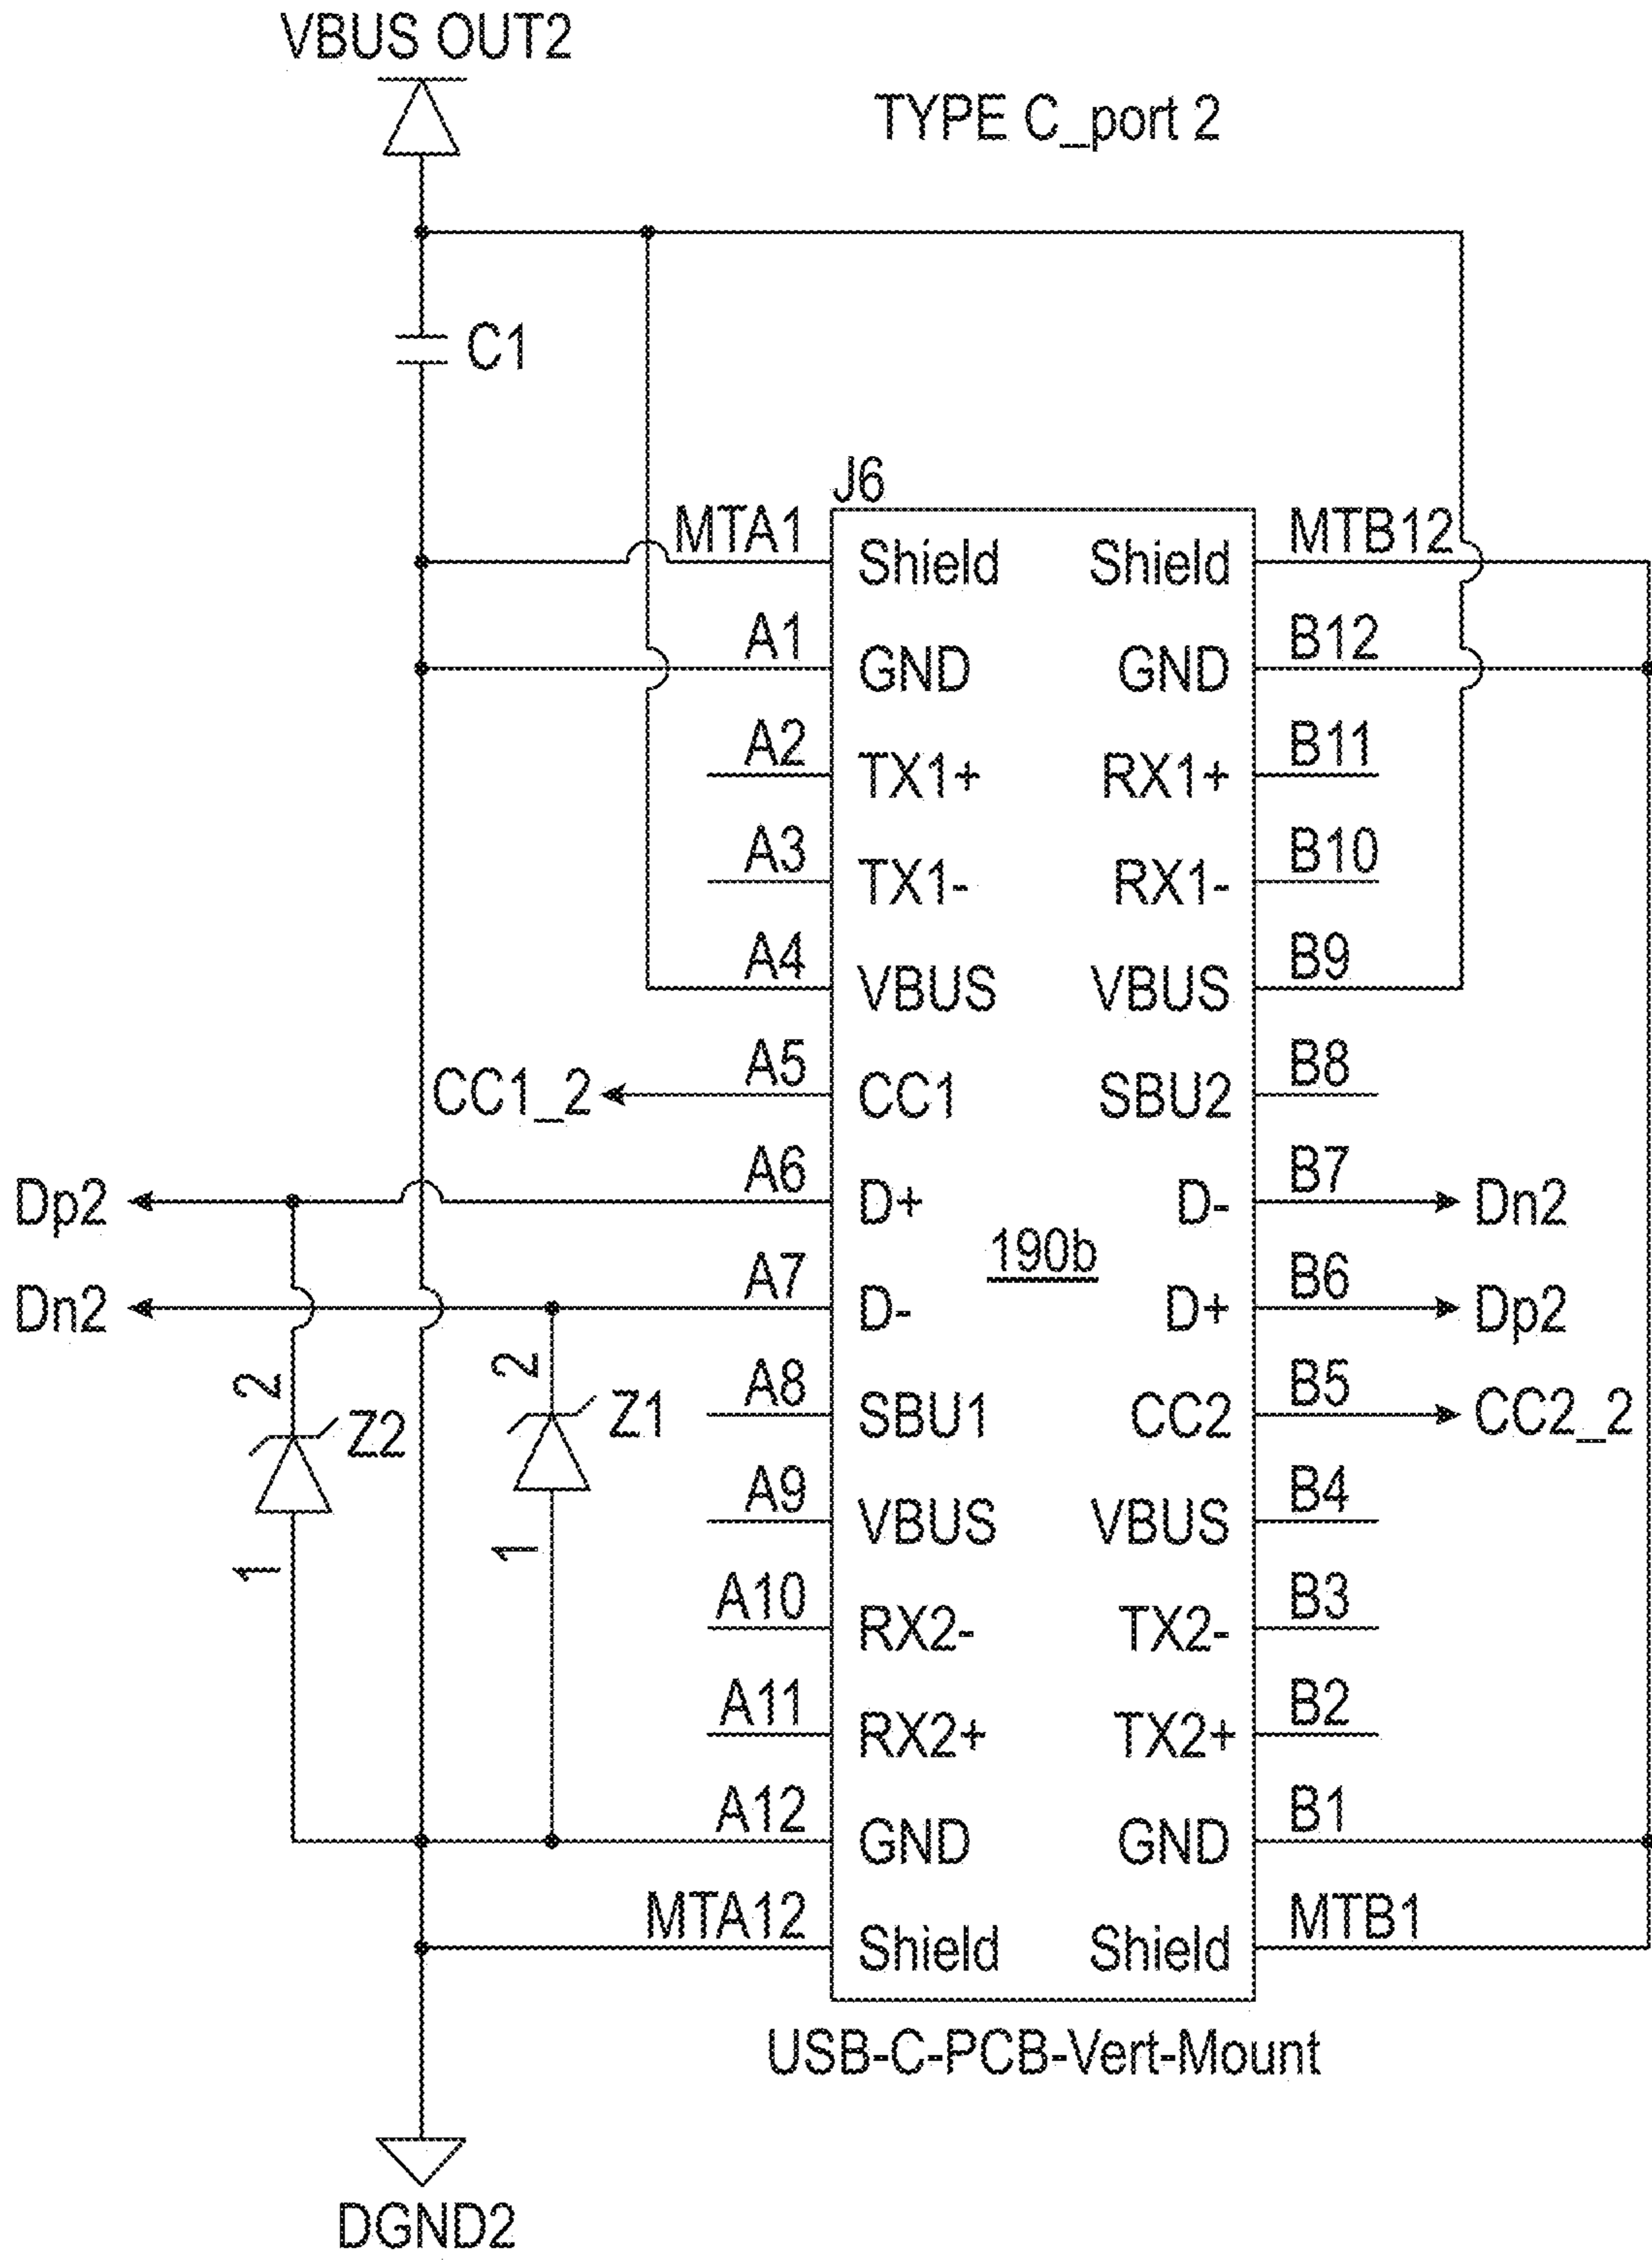 VBUS OUT2
TYPE C_port 2
C1
J6
MTA1 Shield Shield MTB12
A1 GND GND B12
A2 TX1+ RX1+ B11
A3 TX1- RX1- B10
A4 VBUS VBUS B9
CC1_2 A5 CC1 SBU2 B8
Dp2 A6 D+ D- B7 Dn2
190b
Dn2 A7 D- D+ B6 Dp2
2 Z2 2 Z1 A8 SBU1 CC2 B5 CC2_2
A9 VBUS VBUS B4
1 1 A10 RX2- TX2- B3
A11 RX2+ TX2+ B2
A12 GND GND B1
MTA12 Shield Shield MTB1
USB-C-PCB-Vert-Mount
DGND2